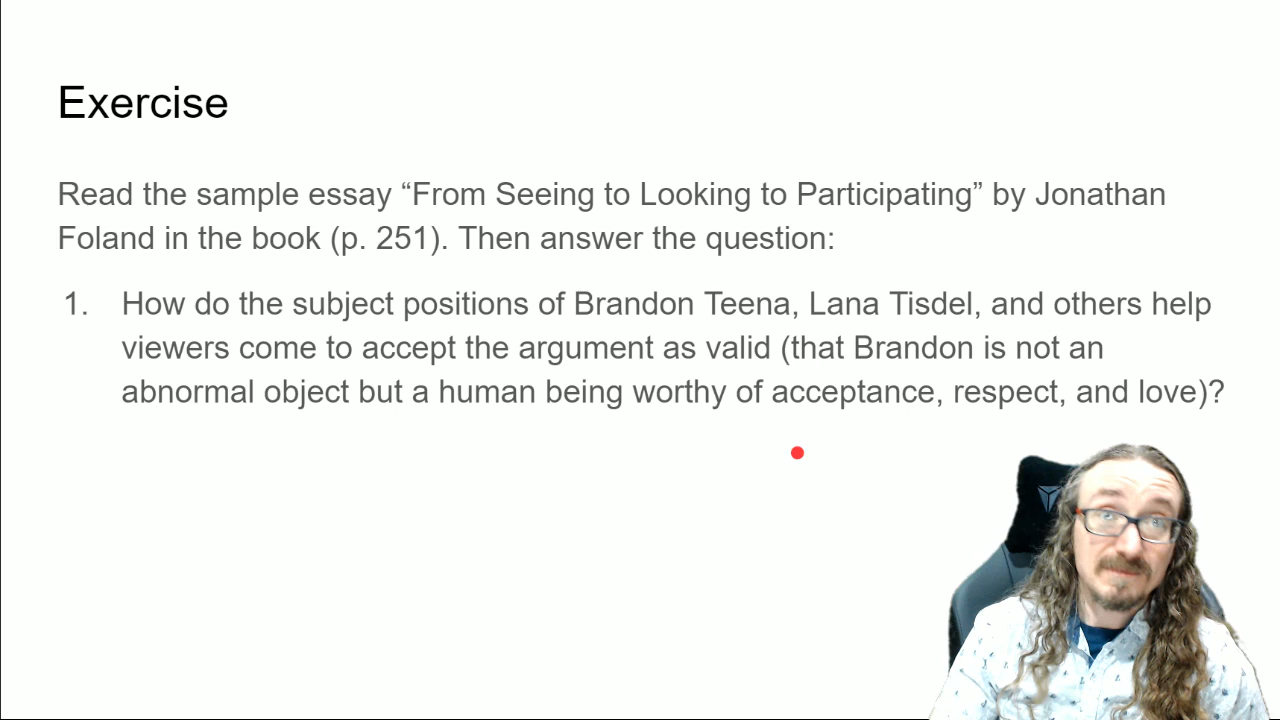 Exercise
Read the sample essay “From Seeing to Looking to Participating” by Jonathan
Foland in the book (p. 251). Then answer the question:
1. How do the subject positions of Brandon Teena, Lana Tisdel, and others help
viewers come to accept the argument as valid (that Brandon is not an
abnormal object but a human being worthy of acceptance, respect, and love)?